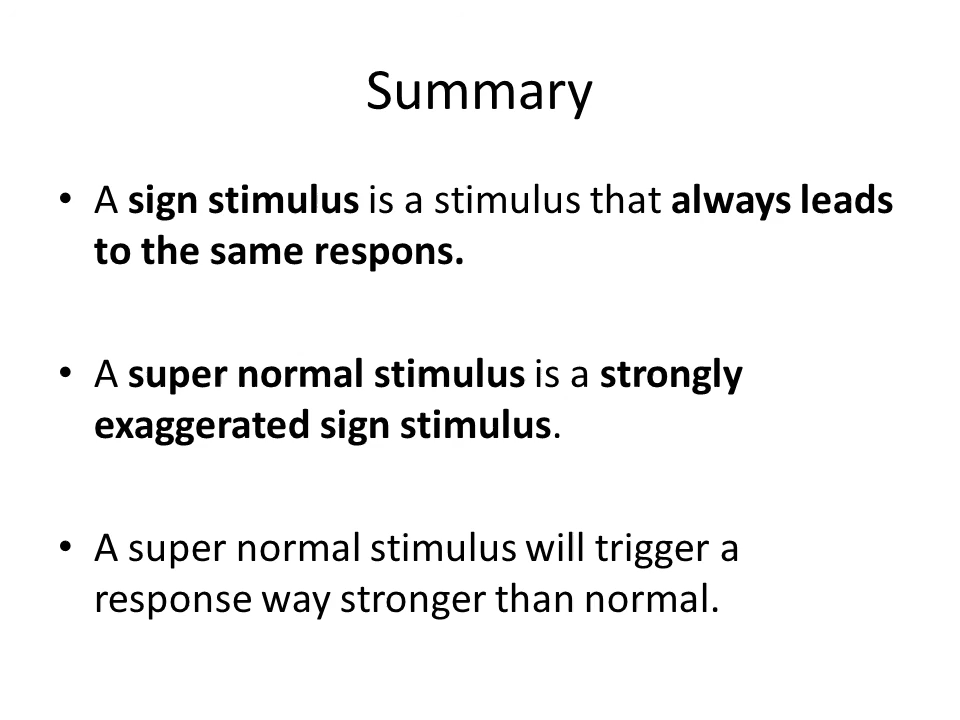 Summary
• A sign stimulus is a stimulus that always leads
to the same respons.
• A super normal stimulus is a strongly
exaggerated sign stimulus.
• A super normal stimulus will trigger a
response way stronger than normal.